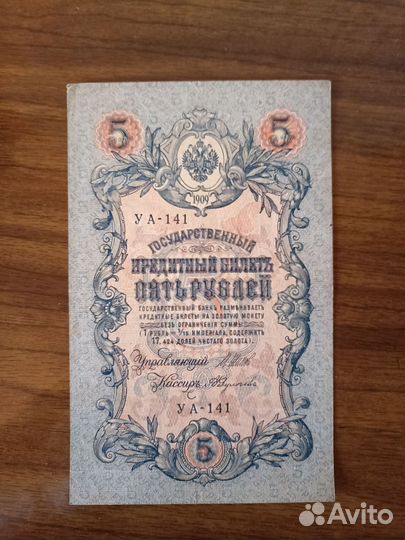 5 5
1909
УА-141
ГОСУДАРСТВЕННЫЙ
КРЕДИТНЫЙ БИЛЕТЪ
ПЯТЬ РУБЛЕЙ
ГОСУДАРСТВЕННЫЙ БАНКЪ РАЗМѢНИВАЕТЪ
КРЕДИТНЫЕ БИЛЕТЫ НА ЗОЛОТУЮ МОНЕТУ
БЕЗЪ ОГРАНИЧЕНІЯ СУММЫ
(1 РУБЛЬ = 1/15 ИМПЕРІАЛА, СОДЕРЖИТЪ
17,424 ДОЛЕЙ ЧИСТАГО ЗОЛОТА).
Управляющій
Кассиръ
УА-141
5
Avito